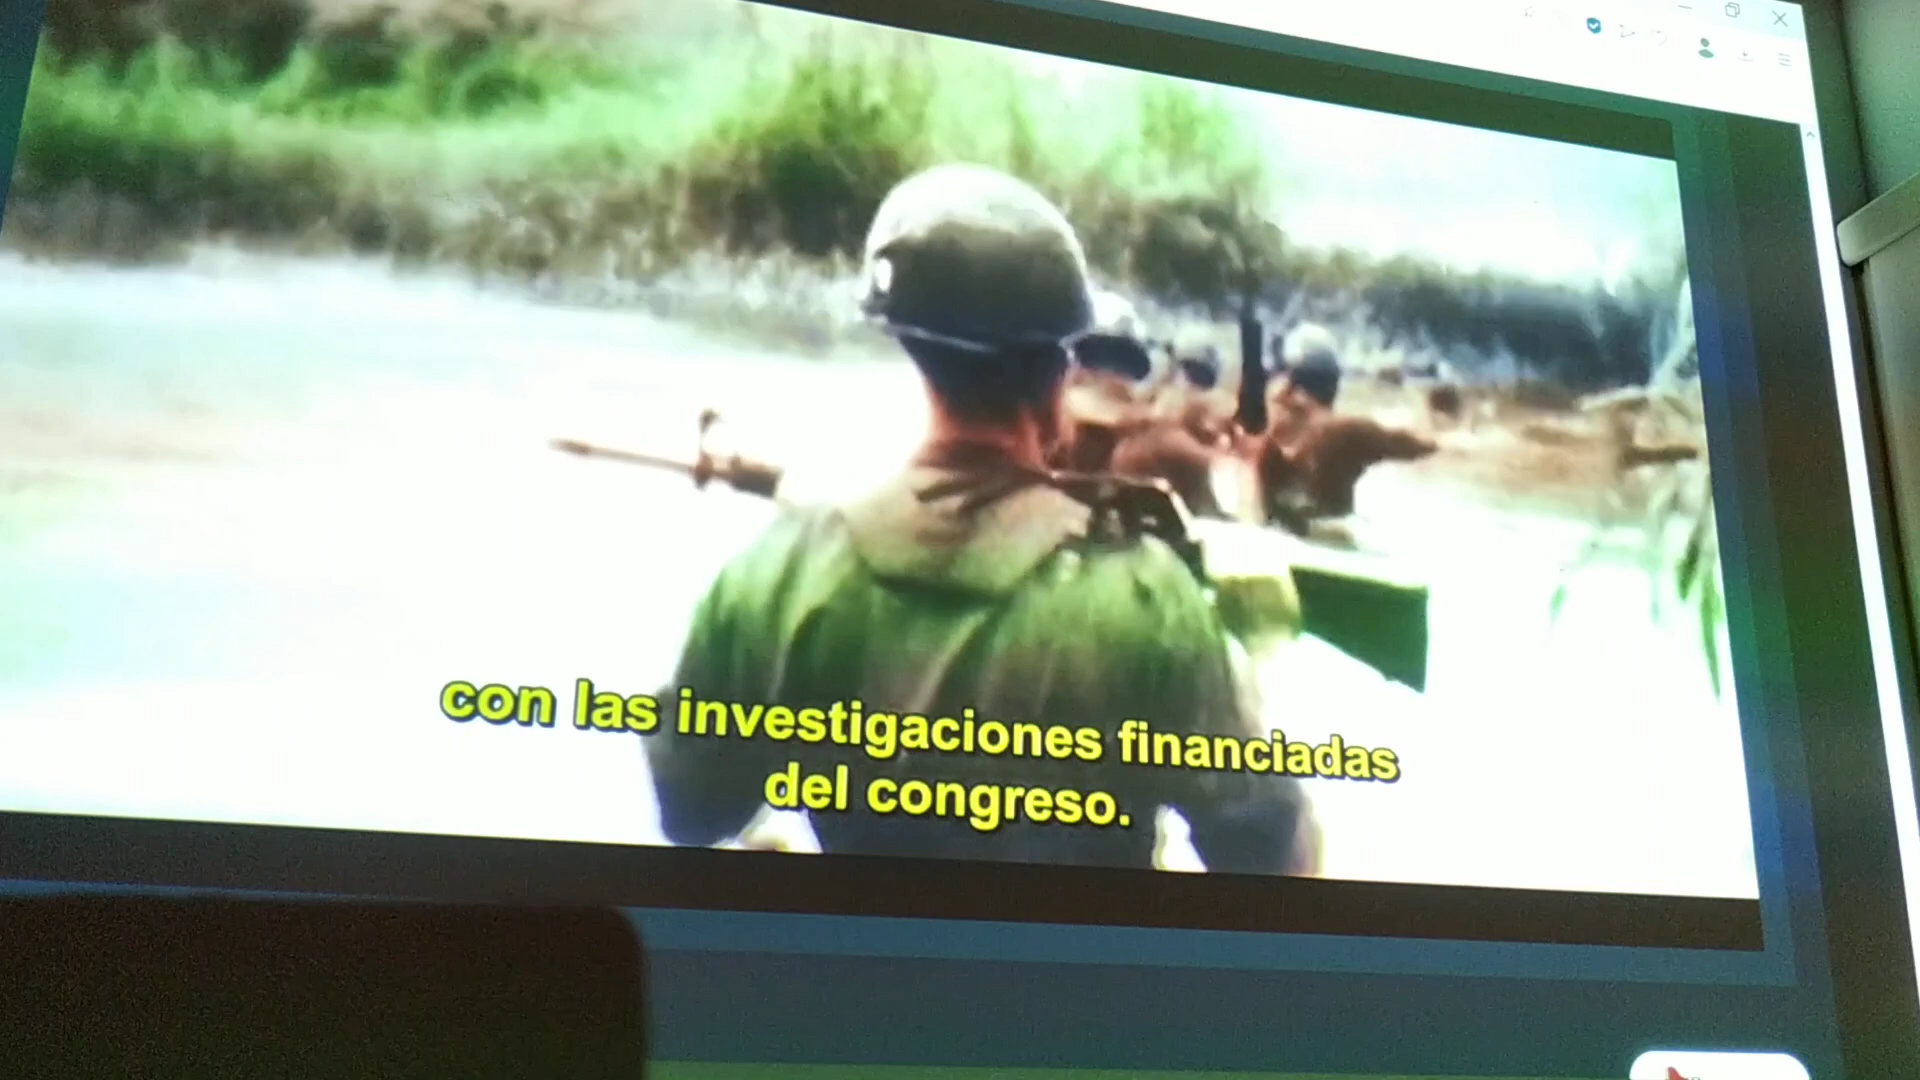 con las investigaciones financiadas
del congreso.